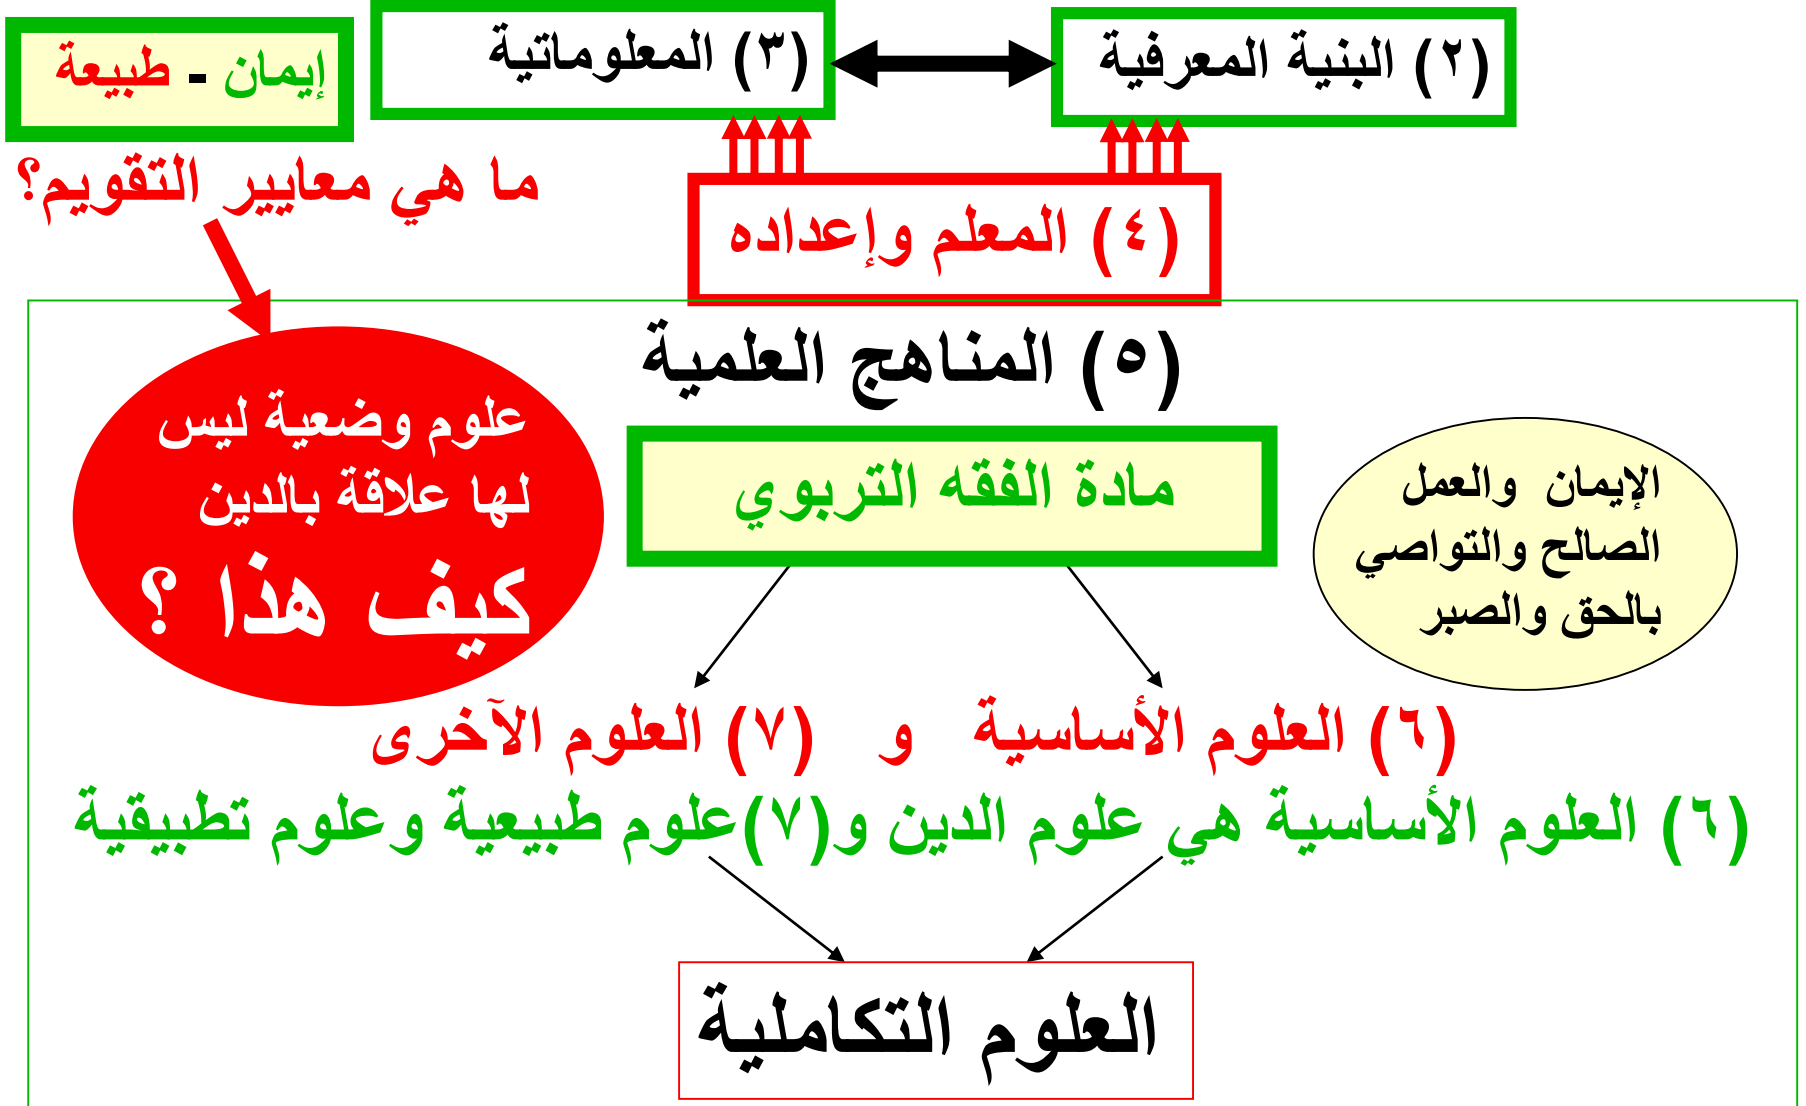 (٢) البنية المعرفية
(٣) المعلوماتية
إيمان - طبيعة
ما هي معايير التقويم؟
(٤) المعلم وإعداده
(٥) المناهج العلمية
مادة الفقه التربوي
الإيمان والعمل
الصالح والتواصي
بالحق والصبر
علوم وضعية ليس
لها علاقة بالدين
كيف هذا ؟
(٦) العلوم الأساسية و (٧) العلوم الآخرى
(٦) العلوم الأساسية هي علوم الدين و(٧)علوم طبيعية وعلوم تطبيقية
العلوم التكاملية